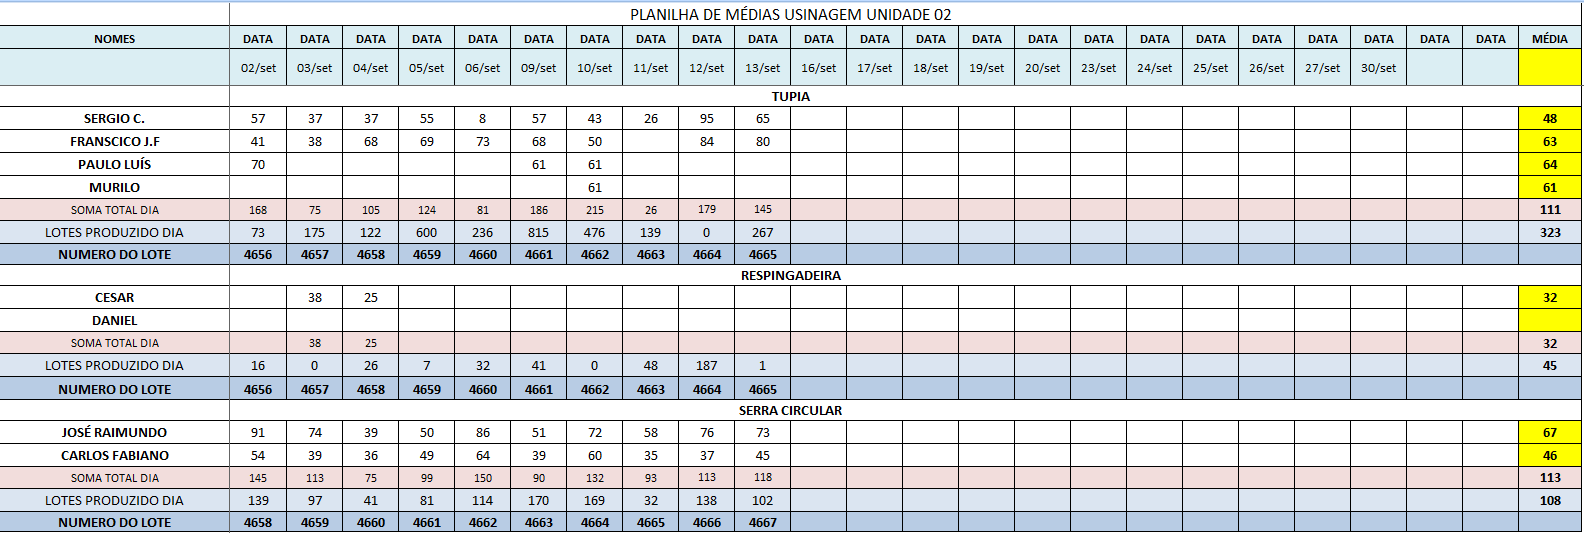 PLANILHA DE MÉDIAS USINAGEM UNIDADE 02
NOMES DATA DATA DATA DATA DATA DATA DATA DATA DATA DATA DATA DATA DATA DATA DATA DATA DATA DATA DATA DATA DATA DATA DATA MÉDIA
02/set 03/set 04/set 05/set 06/set 09/set 10/set 11/set 12/set 13/set 16/set 17/set 18/set 19/set 20/set 23/set 24/set 25/set 26/set 27/set 30/set
TUPIA
SERGIO C. 57 37 37 55 8 57 43 26 95 65 48
FRANSCICO J.F 41 38 68 69 73 68 50 84 80 63
PAULO LUÍS 70 61 61 64
MURILO 61 61
SOMA TOTAL DIA 168 75 105 124 81 186 215 26 179 145 111
LOTES PRODUZIDO DIA 73 175 122 600 236 815 476 139 0 267 323
NUMERO DO LOTE 4656 4657 4658 4659 4660 4661 4662 4663 4664 4665
RESPINGADEIRA
CESAR 38 25 32
DANIEL
SOMA TOTAL DIA 38 25 32
LOTES PRODUZIDO DIA 16 0 26 7 32 41 0 48 187 1 45
NUMERO DO LOTE 4656 4657 4658 4659 4660 4661 4662 4663 4664 4665
SERRA CIRCULAR
JOSÉ RAIMUNDO 91 74 39 50 86 51 72 58 76 73 67
CARLOS FABIANO 54 39 36 49 64 39 60 35 37 45 46
SOMA TOTAL DIA 145 113 75 99 150 90 132 93 113 118 113
LOTES PRODUZIDO DIA 139 97 41 81 114 170 169 32 138 102 108
NUMERO DO LOTE 4658 4659 4660 4661 4662 4663 4664 4665 4666 4667